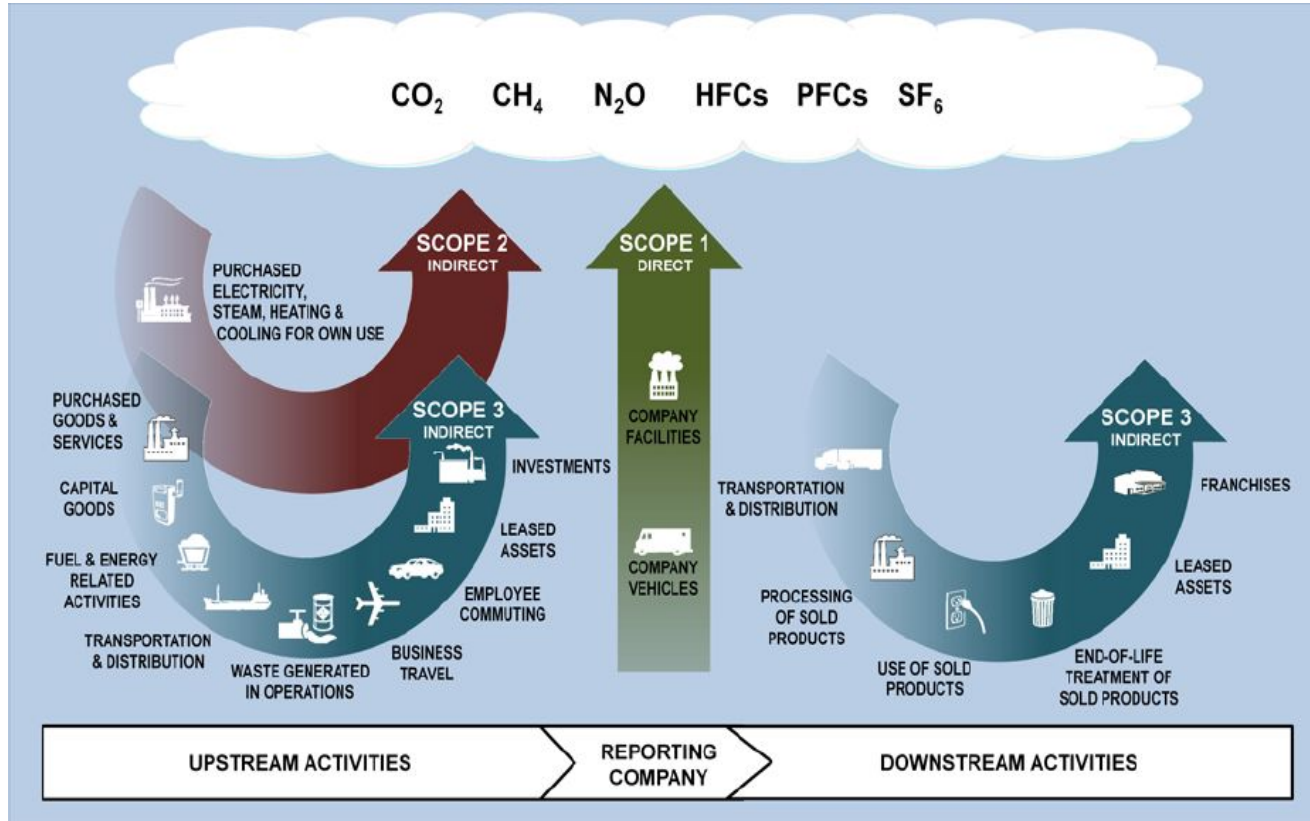 CO₂ CH₄ N₂O HFCs PFCs SF₆
SCOPE 2
INDIRECT
PURCHASED
ELECTRICITY,
STEAM, HEATING &
COOLING FOR OWN USE
SCOPE 1
DIRECT
COMPANY
FACILITIES
COMPANY
VEHICLES
SCOPE 3
INDIRECT
PURCHASED
GOODS &
SERVICES
CAPITAL
GOODS
FUEL & ENERGY
RELATED
ACTIVITIES
TRANSPORTATION
& DISTRIBUTION
WASTE GENERATED
IN OPERATIONS
BUSINESS
TRAVEL
EMPLOYEE
COMMUTING
LEASED
ASSETS
INVESTMENTS
SCOPE 3
INDIRECT
TRANSPORTATION
& DISTRIBUTION
PROCESSING
OF SOLD
PRODUCTS
USE OF SOLD
PRODUCTS
END-OF-LIFE
TREATMENT OF
SOLD PRODUCTS
LEASED
ASSETS
FRANCHISES
UPSTREAM ACTIVITIES
REPORTING
COMPANY
DOWNSTREAM ACTIVITIES